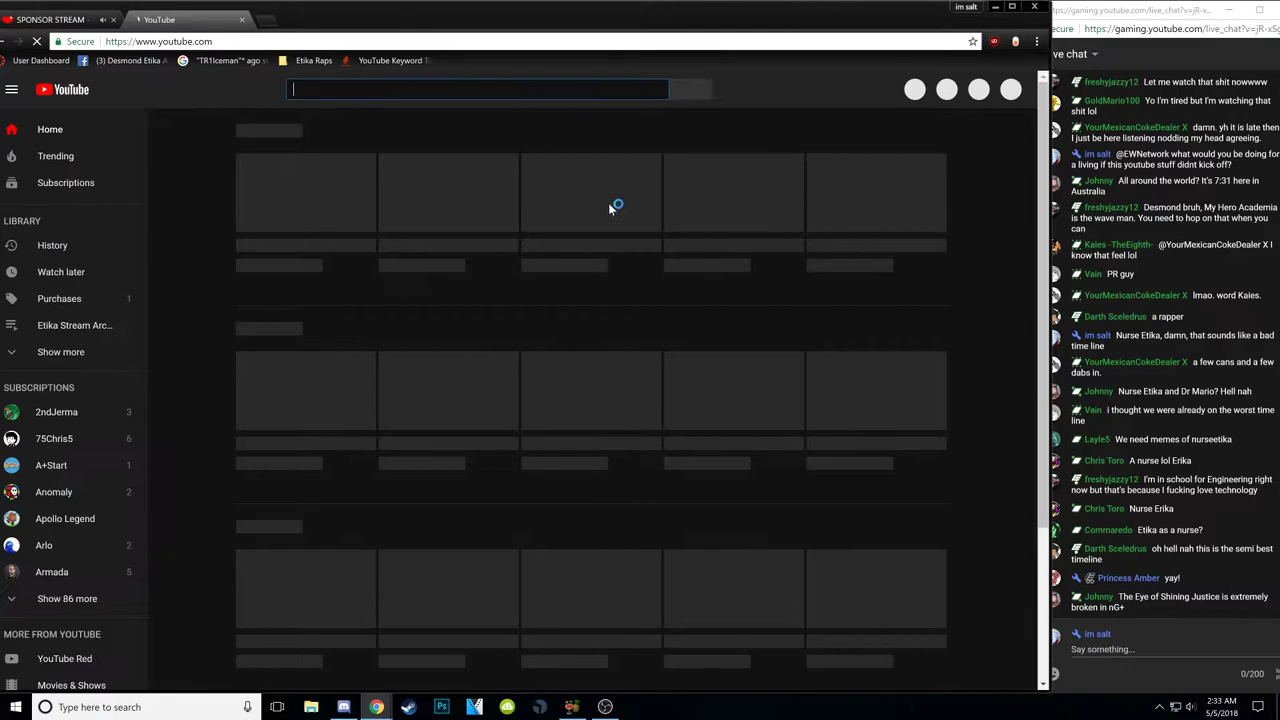 SPONSOR STREAM -
YouTube
im salt
Secure
https://www.youtube.com
User Dashboard
(3) Desmond Etika A
"TR1Iceman"* ago s
Etika Raps
YouTube Keyword To
YouTube
Home
Trending
Subscriptions
LIBRARY
History
Watch later
Purchases 1
Etika Stream Arc...
Show more
SUBSCRIPTIONS
2ndJerma 3
75Chris5 6
A+Start 1
Anomaly 2
Apollo Legend
Arlo 2
Armada 5
Show 86 more
MORE FROM YOUTUBE
YouTube Red
Movies & Shows
https://gaming.youtube.com/live_chat?v=jR-x...
ecure https://gaming.youtube.com/live_chat?v=jR-xSg
ve chat
freshyjazzy12 Let me watch that shit nowwww
GoldMario100 Yo I'm tired but I'm watching that
shit lol
YourMexicanCokeDealer X damn. yh it is late then
I just be here listening nodding my head agreeing.
im salt @EWNetwork what would you be doing for
a living if this youtube stuff didnt kick off?
Johnny All around the world? It's 7:31 here in
Australia
freshyjazzy12 Desmond bruh, My Hero Academia
is the wave man. You need to hop on that when you
can
Kaies -TheEighth- @YourMexicanCokeDealer X I
know that feel lol
Vain PR guy
YourMexicanCokeDealer X lmao. word Kaies.
Darth Sceledrus a rapper
im salt Nurse Etika, damn, that sounds like a bad
time line
YourMexicanCokeDealer X a few cans and a few
dabs in.
Johnny Nurse Etika and Dr Mario? Hell nah
Vain i thought we were already on the worst time
line
Layle5 We need memes of nurseetika
Chris Toro A nurse lol Erika
freshyjazzy12 I'm in school for Engineering right
now but that's because I fucking love technology
Chris Toro Nurse Erika
Commaredo Etika as a nurse?
Darth Sceledrus oh hell nah this is the semi best
timeline
Princess Amber yay!
Johnny The Eye of Shining Justice is extremely
broken in nG+
im salt
Say something...
0/200
Type here to search
Ps
2:33 AM
5/5/2018